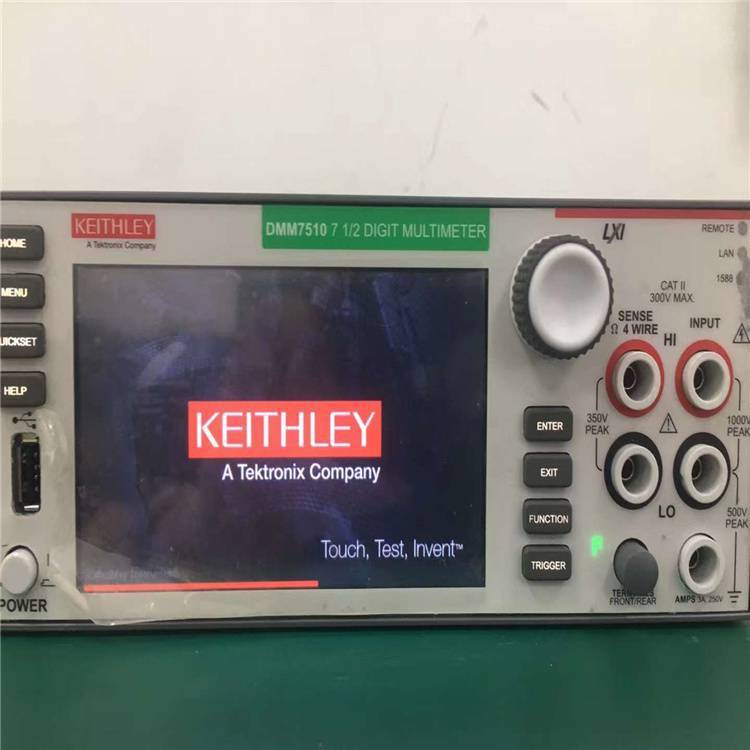 KEITHLEY
A Tektronix Company
DMM7510 7 1/2 DIGIT MULTIMETER
LXI
REMOTE
LAN
1588
HOME
MENU
UICKSET
HELP
POWER
KEITHLEY
A Tektronix Company
Touch, Test, Invent™
ENTER
EXIT
FUNCTION
TRIGGER
CAT II
300V MAX.
SENSE
Ω 4 WIRE
INPUT
HI
350V
PEAK
1000V
PEAK
LO
500V
PEAK
F
FRONT/REAR
AMPS 3A, 250V